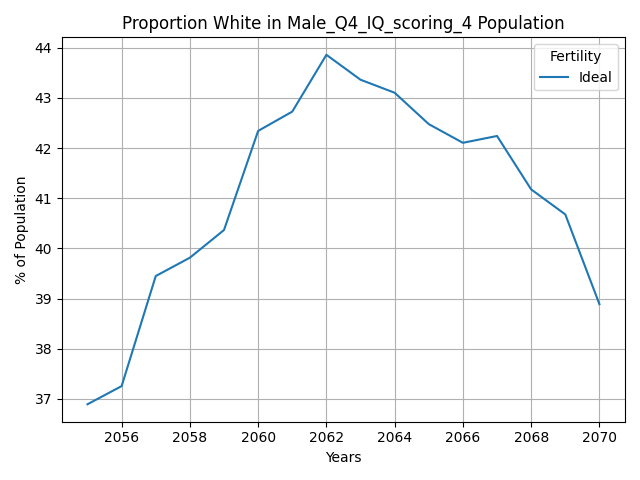 Proportion White in Male_Q4_IQ_scoring_4 Population
Fertility
Ideal
44
43
42
41
40
39
38
37
% of Population
2056 2058 2060 2062 2064 2066 2068 2070
Years